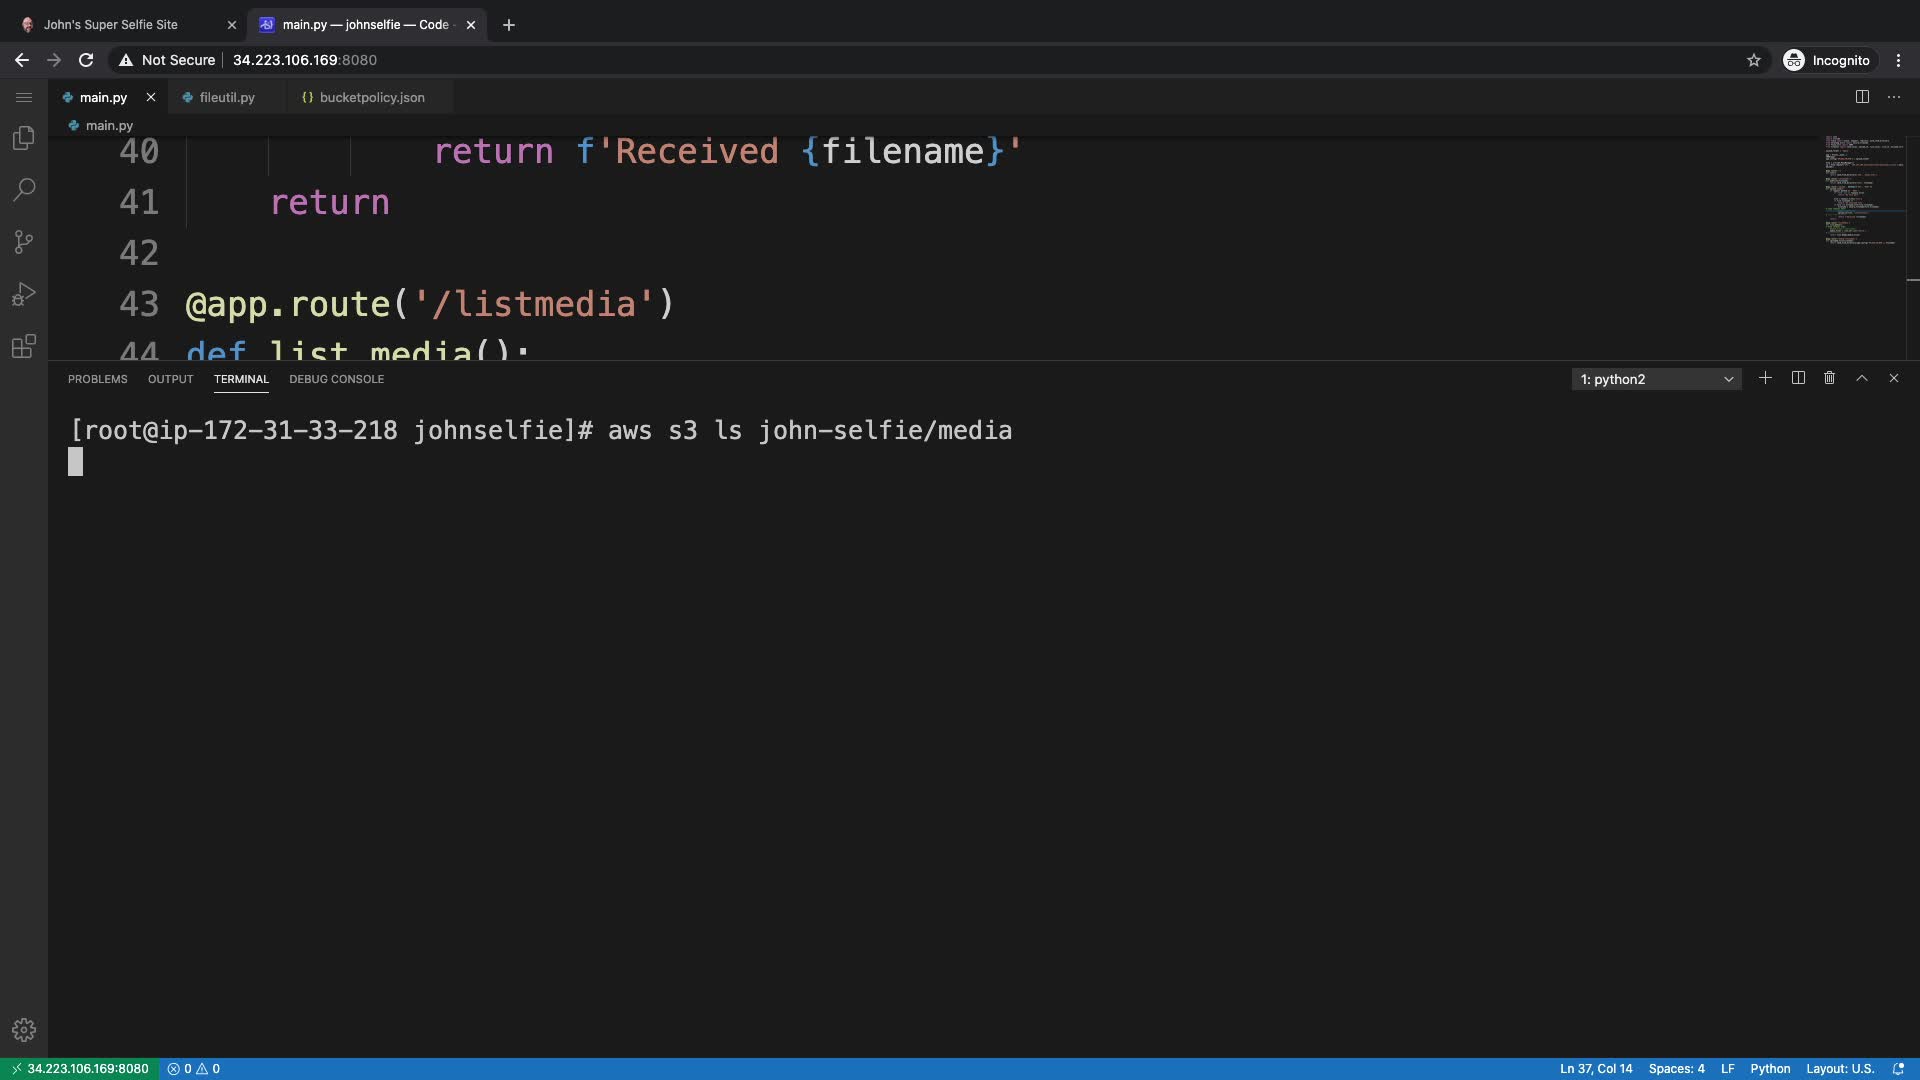 John's Super Selfie Site
main.py — johnselfie — Code -
Not Secure
34.223.106.169:8080
Incognito
main.py
fileutil.py
{} bucketpolicy.json
main.py
40 return f'Received {filename}'
41 return
42
43 @app.route('/listmedia')
44 def list_media():
PROBLEMS OUTPUT TERMINAL DEBUG CONSOLE
1: python2
[root@ip-172-31-33-218 johnselfie]# aws s3 ls john-selfie/media
34.223.106.169:8080
0 0
Ln 37, Col 14
Spaces: 4
LF
Python
Layout: U.S.